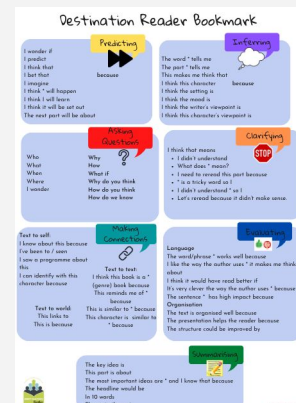 Destination Reader Bookmark
Predicting
I wonder if
I predict
I think that
I bet that
I imagine
because
I think * will happen
I think I will learn
I think it will be set out
The next part will be about
Inferring
The word * tells me
The part * tells me
This makes me think that
I think this character
because
I think the setting is
I think the mood is
I think the writer's viewpoint is
I think this character's viewpoint is
Asking
Questions
Who
What
When
Where
I wonder
Why
How
What if
Why do you think
How do you think
How do we know
Clarifying
STOP
I think that means
• I didn't understand
• What does * mean?
• I need to reread this part because
• * is a tricky word so I
• I didn't understand * so I
• Let's reread because it didn't make sense.
Making
Connections
Text to self:
I know about this because
I've been to / seen
I saw a programme about
this
I can identify with this
character because
Text to text:
I think this book is a *
(genre) book because
This reminds me of *
because
This is similar to * because
This character is similar to
* because
Text to world:
This links to
This is because
Evaluating
Language
The word/phrase * works well because
I like the way the author uses * it makes me think
about
I think it would have read better if
It's very clever the way the author uses * because
The sentence * has high impact because
Organisation
The text is organised well because
The presentation helps the reader because
The structure could be improved by
Summarising
The key idea is
This part is about
The most important ideas are * and I know that because
The headline would be
In 10 words